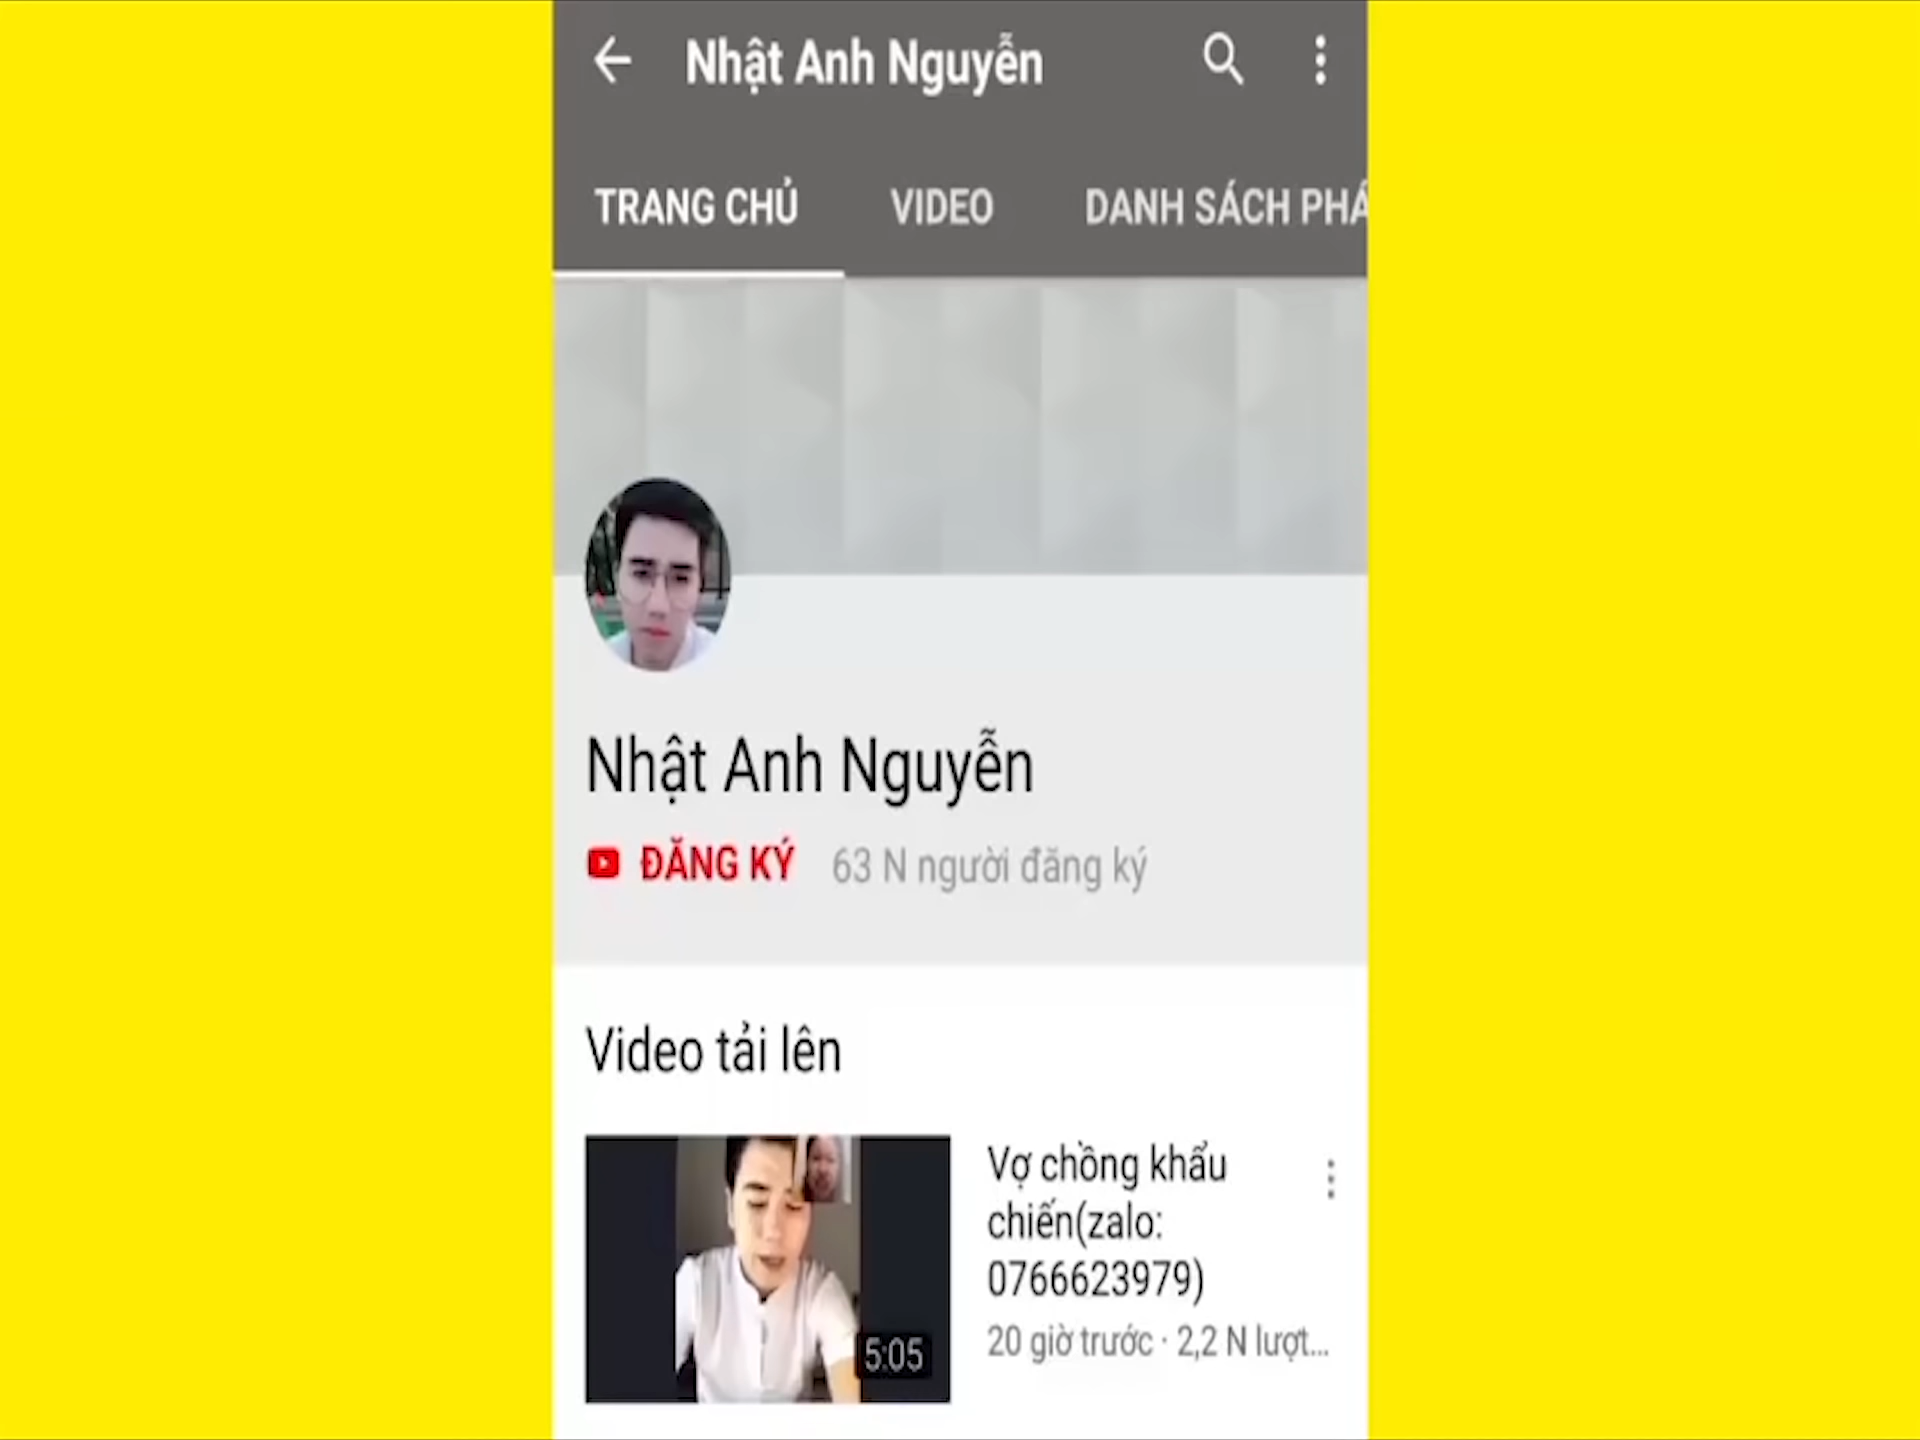 Nhật Anh Nguyễn
TRANG CHỦ VIDEO DANH SÁCH PHÁ
Nhật Anh Nguyễn
ĐĂNG KÝ 63 N người đăng ký
Video tải lên
Vợ chồng khẩu
chiến(zalo:
0766623979)
20 giờ trước · 2,2 N lượt...
5:05